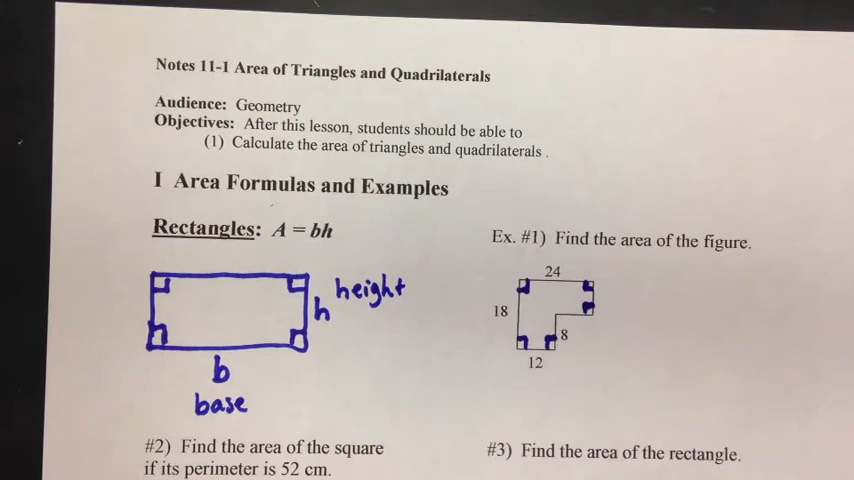 Notes 11-1 Area of Triangles and Quadrilaterals
Audience: Geometry
Objectives: After this lesson, students should be able to
(1) Calculate the area of triangles and quadrilaterals .
I Area Formulas and Examples
Rectangles: A = bh
height
h
b
base
Ex. #1) Find the area of the figure.
24
18
8
12
#2) Find the area of the square
if its perimeter is 52 cm.
#3) Find the area of the rectangle.